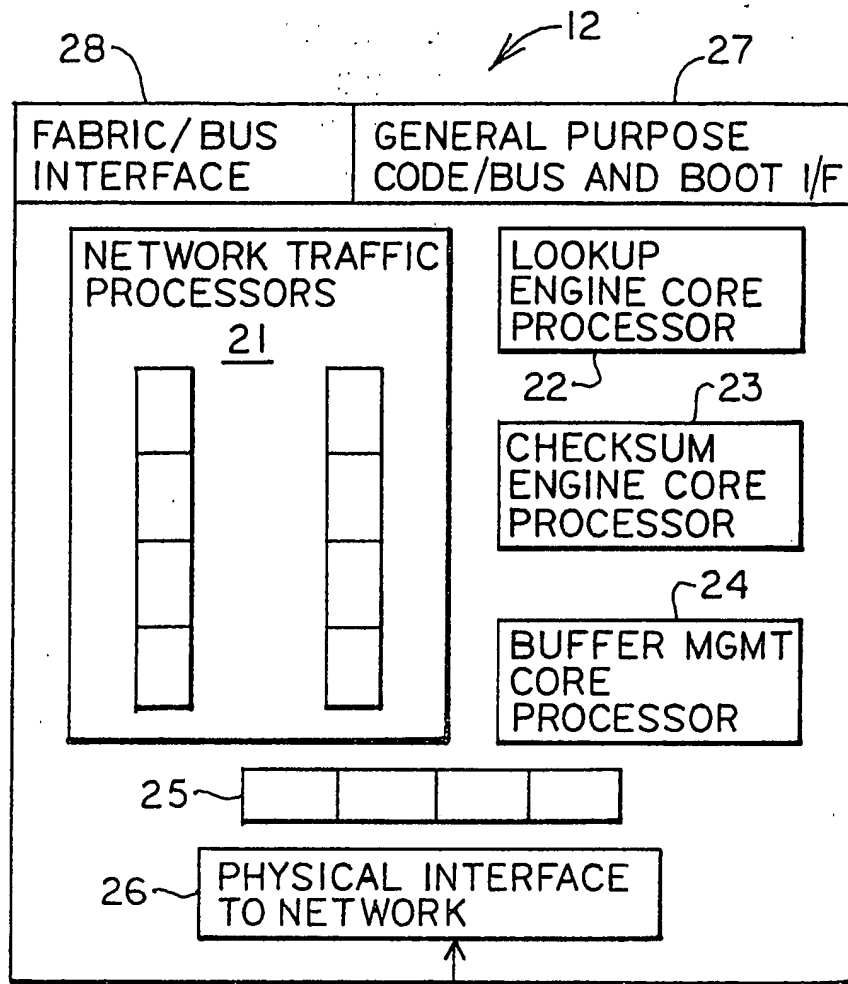 12
28
27
FABRIC/BUS
INTERFACE
GENERAL PURPOSE
CODE/BUS AND BOOT I/F
NETWORK TRAFFIC
PROCESSORS
21
LOOKUP
ENGINE CORE
PROCESSOR
22
23
CHECKSUM
ENGINE CORE
PROCESSOR
24
BUFFER MGMT
CORE
PROCESSOR
25
26
PHYSICAL INTERFACE
TO NETWORK